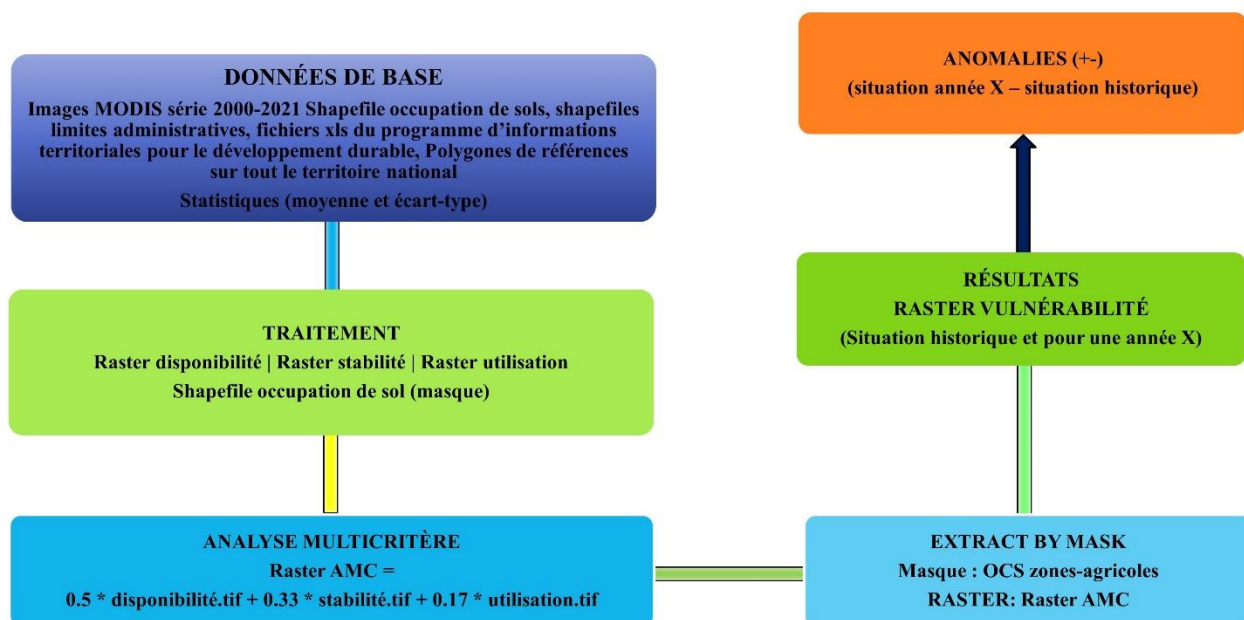 DONNÉES DE BASE
Images MODIS série 2000-2021 Shapefile occupation de sols, shapefiles
limites administratives, fichiers xls du programme d’informations
territoriales pour le développement durable, Polygones de références
sur tout le territoire national
Statistiques (moyenne et écart-type)
TRAITEMENT
Raster disponibilité | Raster stabilité | Raster utilisation
Shapefile occupation de sol (masque)
ANALYSE MULTICRITÈRE
Raster AMC =
0.5 * disponibilité.tif + 0.33 * stabilité.tif + 0.17 * utilisation.tif
EXTRACT BY MASK
Masque : OCS zones-agricoles
RASTER: Raster AMC
RÉSULTATS
RASTER VULNÉRABILITÉ
(Situation historique et pour une année X)
ANOMALIES (+-)
(situation année X – situation historique)